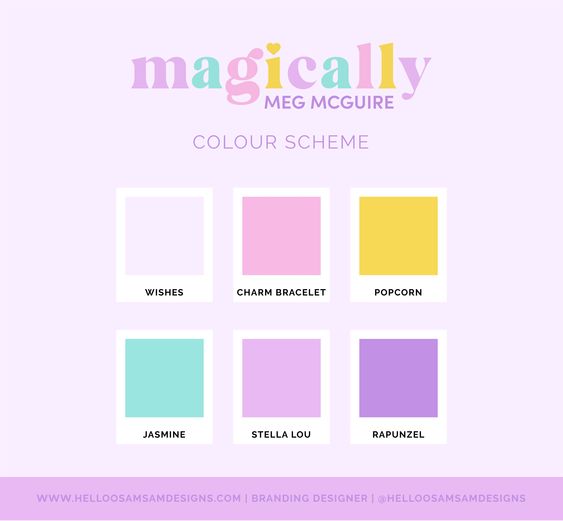 magically
MEG MCGUIRE
COLOUR SCHEME
WISHES
CHARM BRACELET
POPCORN
JASMINE
STELLA LOU
RAPUNZEL
WWW.HELLOOSAMSAMDESIGNS.COM | BRANDING DESIGNER | @HELLOOSAMSAMDESIGNS